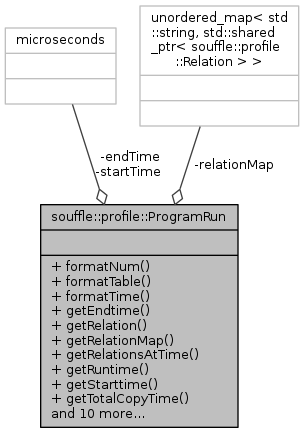 microseconds
unordered_map< std
::string, std::shared
_ptr< souffle::profile
::Relation > >
-endTime
-startTime
-relationMap
souffle::profile::ProgramRun
+ formatNum()
+ formatTable()
+ formatTime()
+ getEndtime()
+ getRelation()
+ getRelationMap()
+ getRelationsAtTime()
+ getRuntime()
+ getStarttime()
+ getTotalCopyTime()
and 10 more...